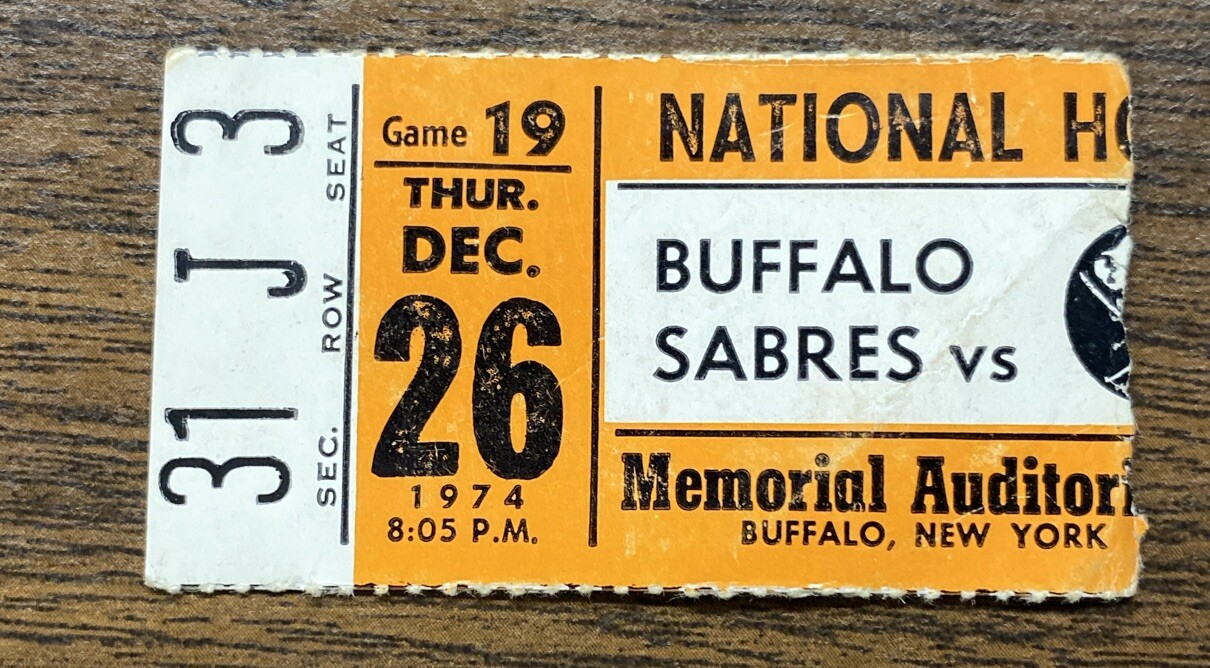 31 J 3
SEC. ROW SEAT
Game 19
THUR.
DEC.
26
1974
8:05 P.M.
NATIONAL HO
BUFFALO
SABRES vs
Memorial Auditori
BUFFALO, NEW YORK